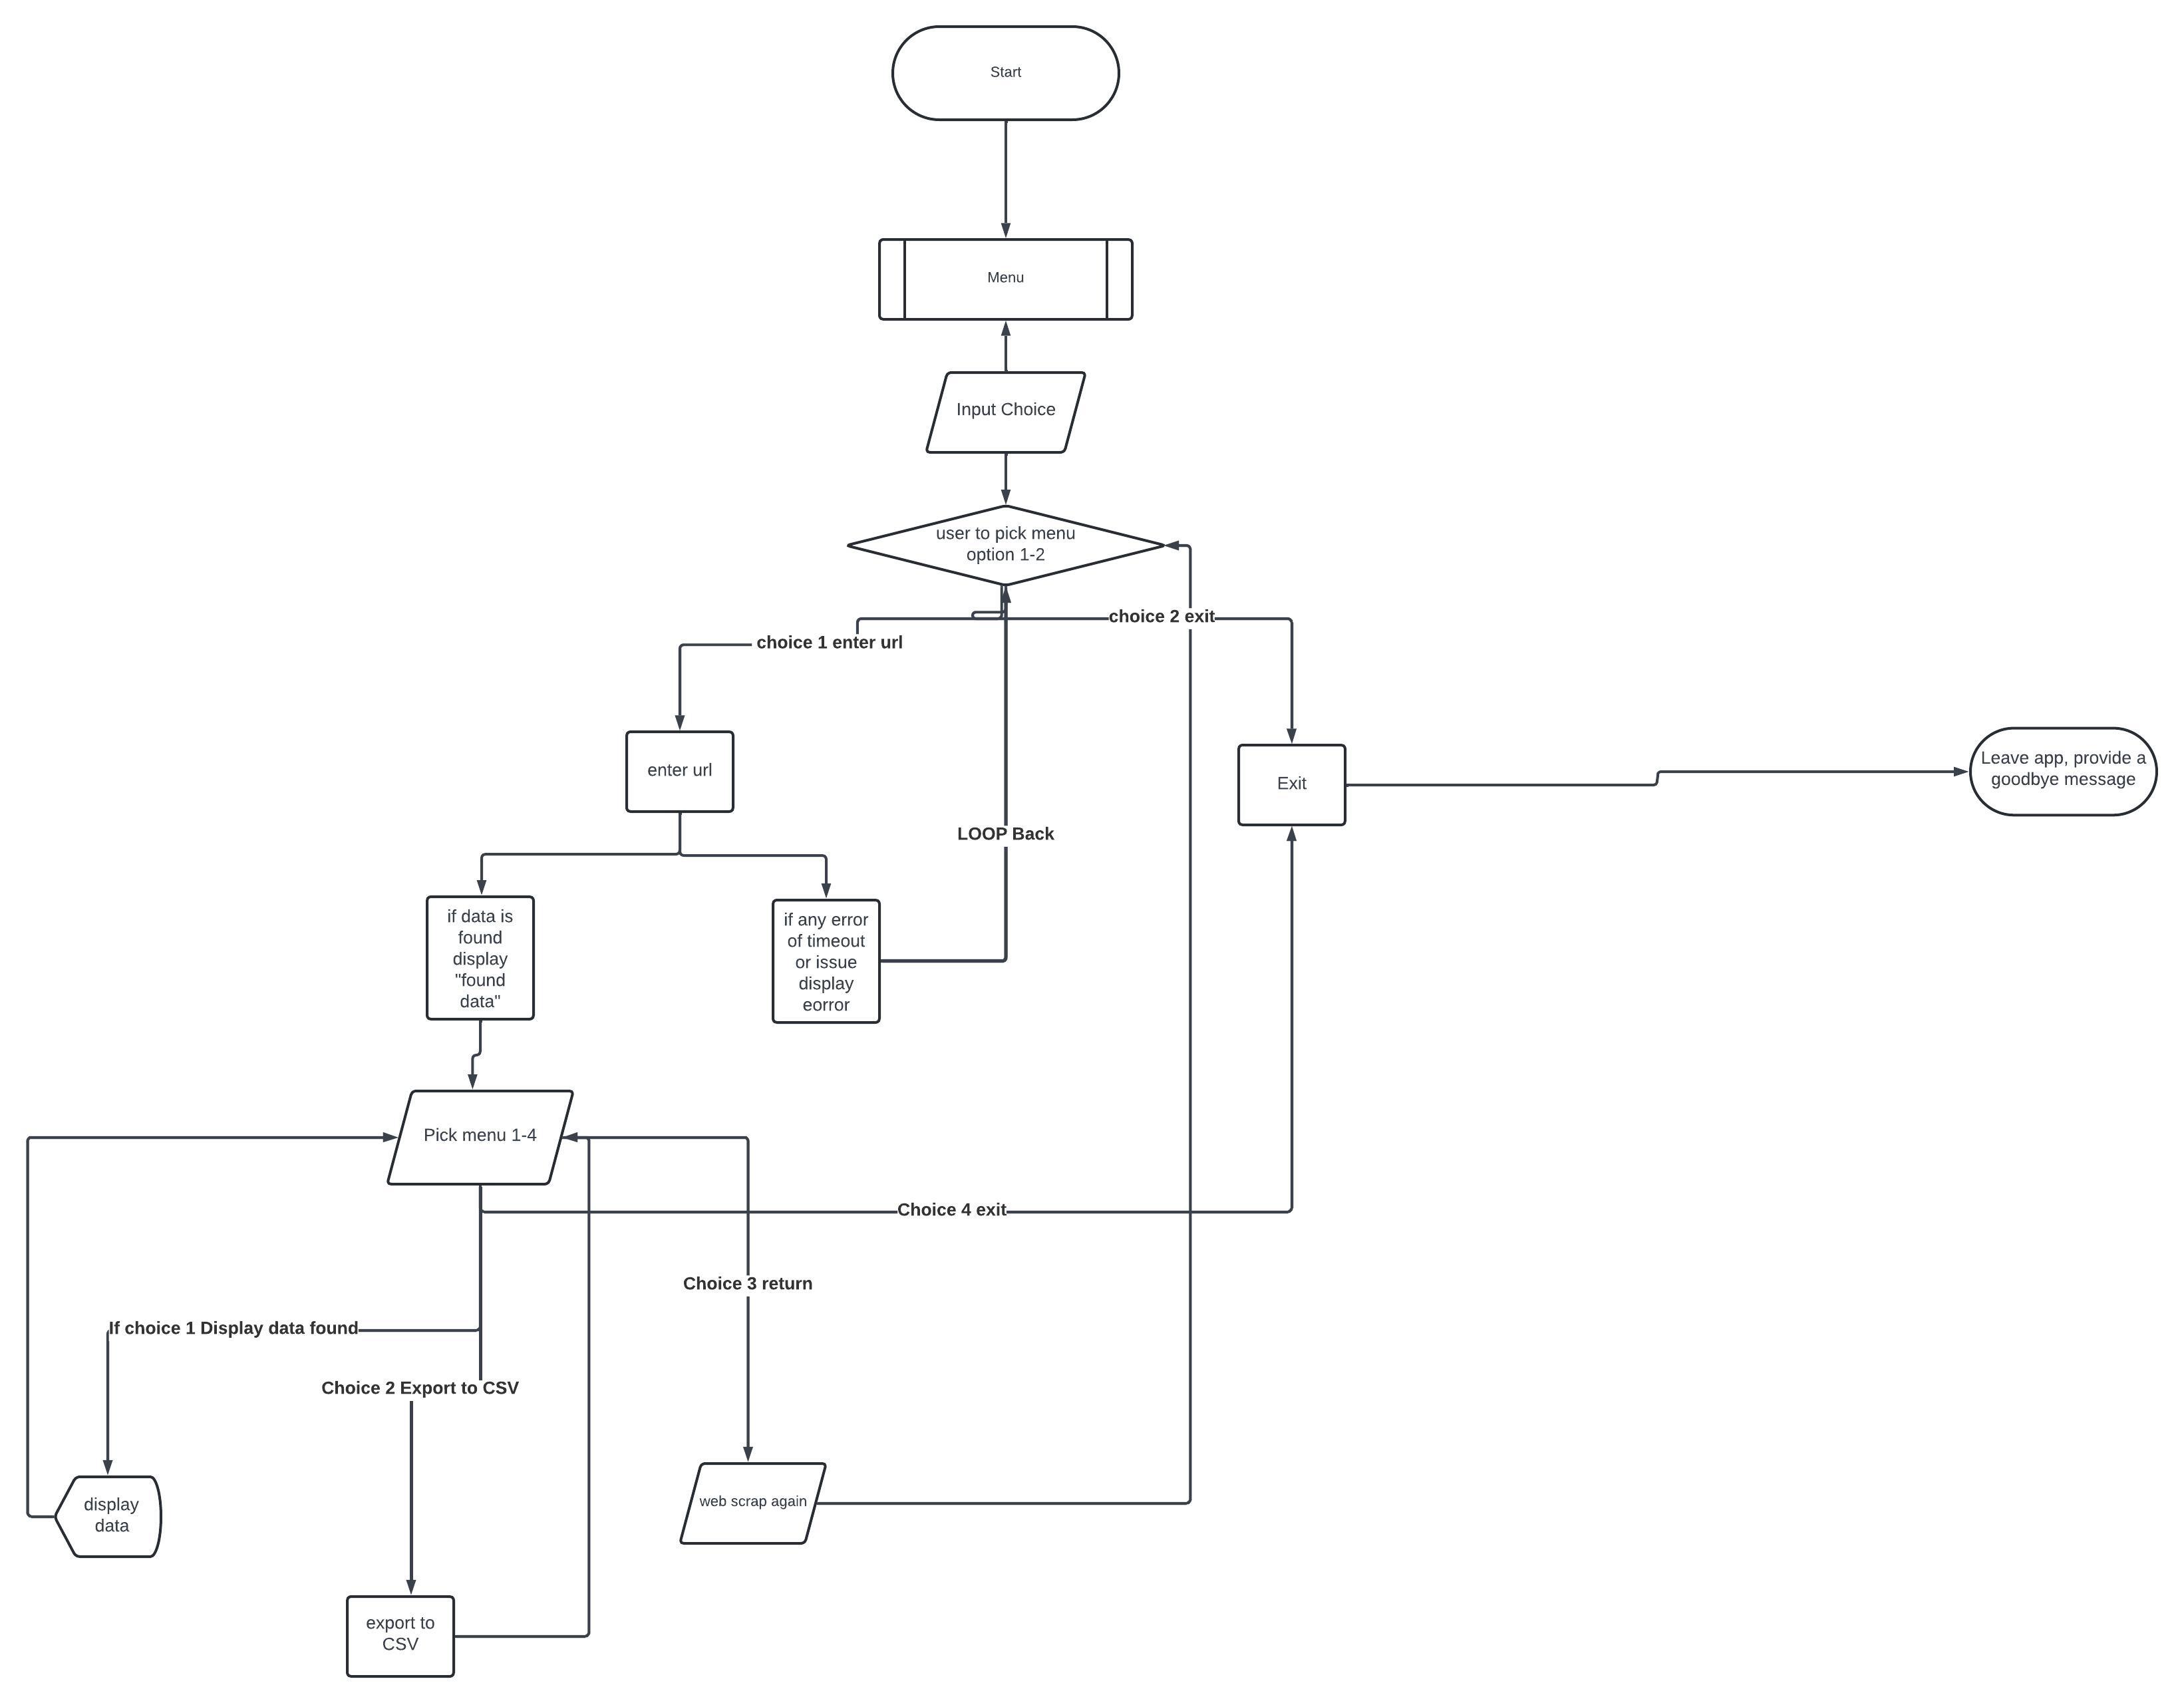 Start
Menu
Input Choice
user to pick menu
option 1-2
choice 2 exit
choice 1 enter url
enter url
Exit
Leave app, provide a
goodbye message
LOOP Back
if data is
found
display
"found
data"
if any error
of timeout
or issue
display
eorror
Pick menu 1-4
Choice 4 exit
Choice 3 return
If choice 1 Display data found
Choice 2 Export to CSV
display
data
web scrap again
export to
CSV